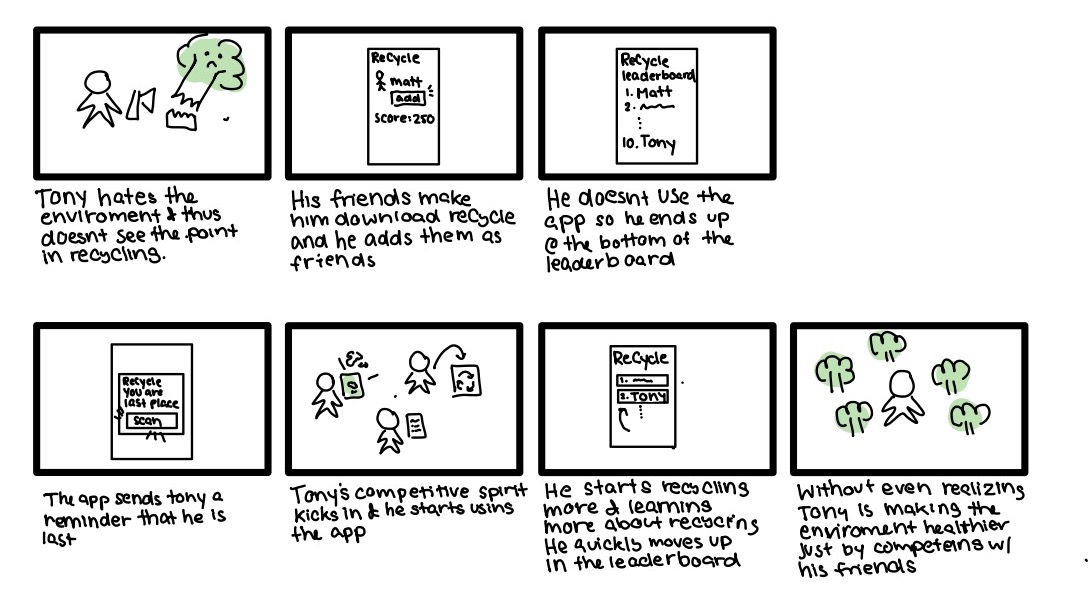 Recycle
matt
add
Score:250
Recycle
leaderboard
1. Matt
2.
10. Tony
Tony hates the
enviroment & thus
doesnt see the point
in recycling.
His friends make
him download recycle
and he adds them as
friends
He doesnt use the
app so he ends up
@ the bottom of the
leaderboard
Recycle
You are
last place
scan
Recycle
1.
2. Tony
The app sends tony a
reminder that he is
last
Tony's competitive spirit
kicks in & he starts using
the app
He starts recycling
more & learning
more about recycling
He quickly moves up
in the leaderboard
Without even realizing
Tony is making the
enviroment healthier
just by competeing w/
his friends